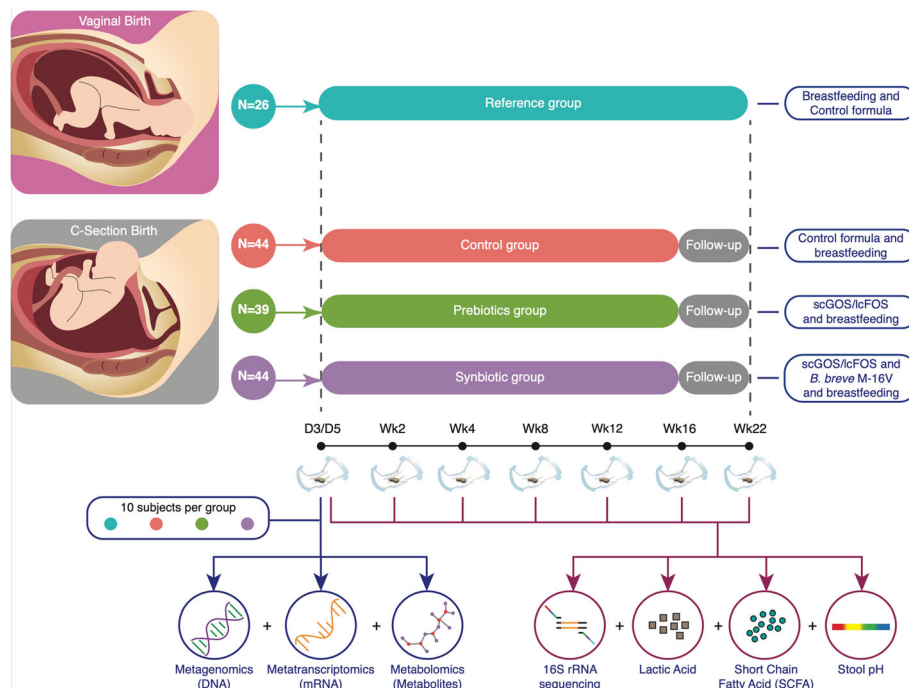 Vaginal Birth
N=26
Reference group
Breastfeeding and
Control formula
C-Section Birth
N=44
Control group
Follow-up
Control formula and
breastfeeding
N=39
Prebiotics group
Follow-up
scGOS/lcFOS
and breastfeeding
N=44
Synbiotic group
Follow-up
scGOS/lcFOS and
B. breve M-16V
and breastfeeding
D3/D5
Wk2
Wk4
Wk8
Wk12
Wk16
Wk22
10 subjects per group
+
+
+
+
+
Metagenomics
(DNA)
Metatranscriptomics
(mRNA)
Metabolomics
(Metabolites)
16S rRNA
sequencing
Lactic Acid
Short Chain
Fatty Acid (SCFA)
Stool pH